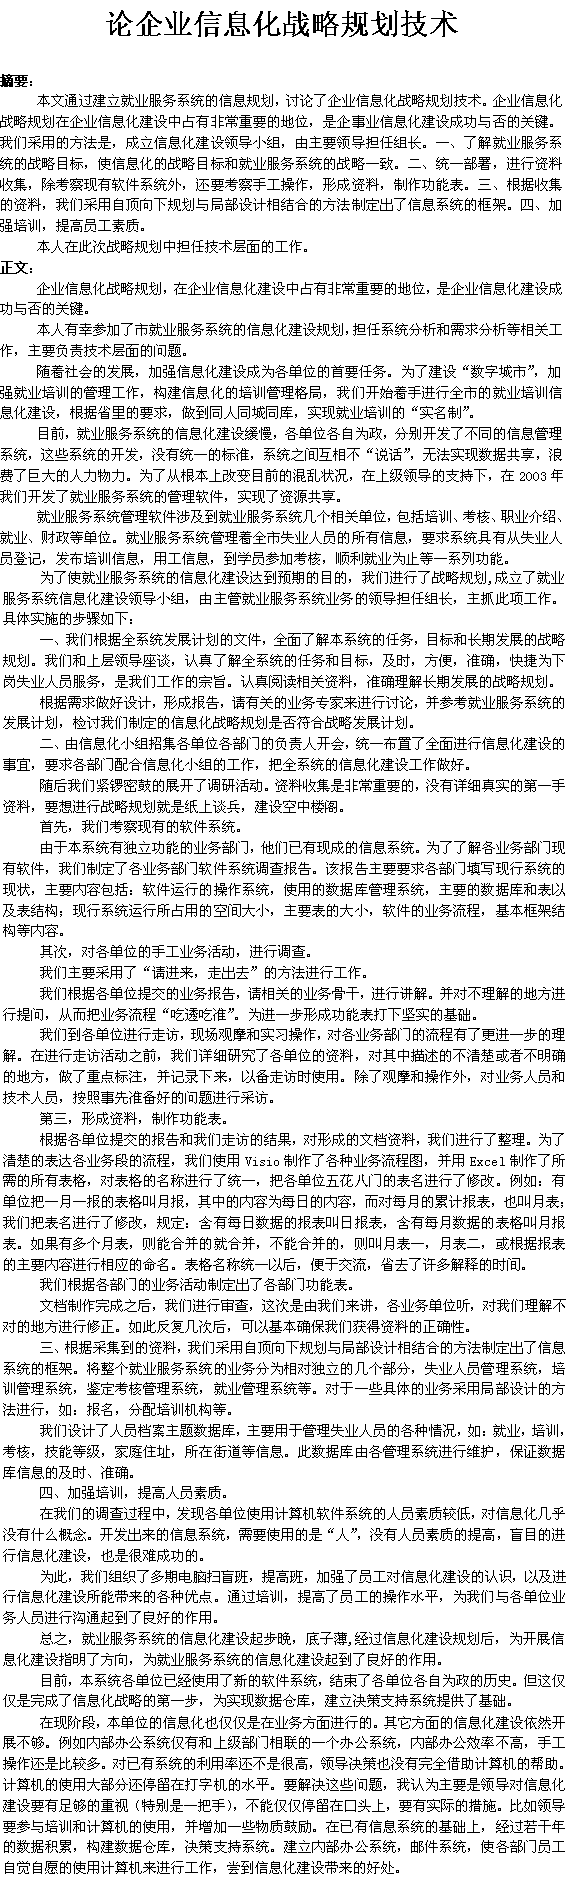 论企业信息化战略规划技术
摘要：
本文通过建立就业服务系统的信息规划，讨论了企业信息化战略规划技术。企业信息化
战略规划在企业信息化建设中占有非常重要的地位，是企事业信息化建设成功与否的关键。
我们采用的方法是，成立信息化建设领导小组，由主要领导担任组长。一、了解就业服务系
统的战略目标，使信息化的战略目标和就业服务系统的战略一致。二、统一部署，进行资料
收集，除考察现有软件系统外，还要考察手工操作，形成资料，制作功能表。三、根据收集
的资料，我们采用自顶向下规划与局部设计相结合的方法制定出了信息系统的框架。四、加
强培训，提高员工素质。
本人在此次战略规划中担任技术层面的工作。
正文：
企业信息化战略规划，在企业信息化建设中占有非常重要的地位，是企业信息化建设成
功与否的关键。
本人有幸参加了市就业服务系统的信息化建设规划，担任系统分析和需求分析等相关工
作，主要负责技术层面的问题。
随着社会的发展，加强信息化建设成为各单位的首要任务。为了建设“数字城市”，加
强就业培训的管理工作，构建信息化的培训管理格局，我们开始着手进行全市的就业培训信
息化建设，根据省里的要求，做到同人同城同库，实现就业培训的“实名制”。
目前，就业服务系统的信息化建设缓慢，各单位各自为政，分别开发了不同的信息管理
系统，这些系统的开发，没有统一的标准，系统之间互相不“说话”，无法实现数据共享，浪
费了巨大的人力物力。为了从根本上改变目前的混乱状况，在上级领导的支持下，在 2003 年
我们开发了就业服务系统的管理软件，实现了资源共享。
就业服务系统管理软件涉及到就业服务系统几个相关单位，包括培训、考核、职业介绍、
就业、财政等单位。就业服务系统管理着全市失业人员的所有信息，要求系统具有从失业人
员登记，发布培训信息，用工信息，到学员参加考核，顺利就业为止等一系列功能。
为了使就业服务系统的信息化建设达到预期的目的，我们进行了战略规划,成立了就业
服务系统信息化建设领导小组，由主管就业服务系统业务的领导担任组长，主抓此项工作。
具体实施的步骤如下：
一、我们根据全系统发展计划的文件，全面了解本系统的任务，目标和长期发展的战略
规划。我们和上层领导座谈，认真了解全系统的任务和目标，及时，方便，准确，快捷为下
岗失业人员服务，是我们工作的宗旨。认真阅读相关资料，准确理解长期发展的战略规划。
根据需求做好设计，形成报告，请有关的业务专家来进行讨论，并参考就业服务系统的
发展计划，检讨我们制定的信息化战略规划是否符合战略发展计划。
二、由信息化小组招集各单位各部门的负责人开会，统一布置了全面进行信息化建设的
事宜，要求各部门配合信息化小组的工作，把全系统的信息化建设工作做好。
随后我们紧锣密鼓的展开了调研活动。资料收集是非常重要的，没有详细真实的第一手
资料，要想进行战略规划就是纸上谈兵，建设空中楼阁。
首先，我们考察现有的软件系统。
由于本系统有独立功能的业务部门，他们已有现成的信息系统。为了了解各业务部门现
有软件，我们制定了各业务部门软件系统调查报告。该报告主要要求各部门填写现行系统的
现状，主要内容包括：软件运行的操作系统，使用的数据库管理系统，主要的数据库和表以
及表结构；现行系统运行所占用的空间大小，主要表的大小，软件的业务流程，基本框架结
构等内容。
其次，对各单位的手工业务活动，进行调查。
我们主要采用了“请进来，走出去”的方法进行工作。
我们根据各单位提交的业务报告，请相关的业务骨干，进行讲解。并对不理解的地方进
行提问，从而把业务流程“吃透吃准”。为进一步形成功能表打下坚实的基础。
我们到各单位进行走访，现场观摩和实习操作，对各业务部门的流程有了更进一步的理
解。在进行走访活动之前，我们详细研究了各单位的资料，对其中描述的不清楚或者不明确
的地方，做了重点标注，并记录下来，以备走访时使用。除了观摩和操作外，对业务人员和
技术人员，按照事先准备好的问题进行采访。
第三，形成资料，制作功能表。
根据各单位提交的报告和我们走访的结果，对形成的文档资料，我们进行了整理。为了
清楚的表达各业务段的流程，我们使用 Visio 制作了各种业务流程图，并用 Excel 制作了所
需的所有表格，对表格的名称进行了统一，把各单位五花八门的表名进行了修改。例如：有
单位把一月一报的表格叫月报，其中的内容为每日的内容，而对每月的累计报表，也叫月表；
我们把表名进行了修改，规定：含有每日数据的报表叫日报表，含有每月数据的表格叫月报
表。如果有多个月表，则能合并的就合并，不能合并的，则叫月表一，月表二，或根据报表
的主要内容进行相应的命名。表格名称统一以后，便于交流，省去了许多解释的时间。
我们根据各部门的业务活动制定出了各部门功能表。
文档制作完成之后，我们进行审查，这次是由我们来讲，各业务单位听，对我们理解不
对的地方进行修正。如此反复几次后，可以基本确保我们获得资料的正确性。
三、根据采集到的资料，我们采用自顶向下规划与局部设计相结合的方法制定出了信息
系统的框架。将整个就业服务系统的业务分为相对独立的几个部分，失业人员管理系统，培
训管理系统，鉴定考核管理系统，就业管理系统等。对于一些具体的业务采用局部设计的方
法进行，如：报名，分配培训机构等。
我们设计了人员档案主题数据库，主要用于管理失业人员的各种情况，如：就业，培训，
考核，技能等级，家庭住址，所在街道等信息。此数据库由各管理系统进行维护，保证数据
库信息的及时、准确。
四、加强培训，提高人员素质。
在我们的调查过程中，发现各单位使用计算机软件系统的人员素质较低，对信息化几乎
没有什么概念。开发出来的信息系统，需要使用的是“人”，没有人员素质的提高，盲目的进
行信息化建设，也是很难成功的。
为此，我们组织了多期电脑扫盲班，提高班，加强了员工对信息化建设的认识，以及进
行信息化建设所能带来的各种优点。通过培训，提高了员工的操作水平，为我们与各单位业
务人员进行沟通起到了良好的作用。
总之，就业服务系统的信息化建设起步晚，底子薄,经过信息化建设规划后，为开展信
息化建设指明了方向，为就业服务系统的信息化建设起到了良好的作用。
目前，本系统各单位已经使用了新的软件系统，结束了各单位各自为政的历史。但这仅
仅是完成了信息化战略的第一步，为实现数据仓库，建立决策支持系统提供了基础。
在现阶段，本单位的信息化也仅仅是在业务方面进行的。其它方面的信息化建设依然开
展不够。例如内部办公系统仅有和上级部门相联的一个办公系统，内部办公效率不高，手工
操作还是比较多。对已有系统的利用率还不是很高，领导决策也没有完全借助计算机的帮助。
计算机的使用大部分还停留在打字机的水平。要解决这些问题，我认为主要是领导对信息化
建设要有足够的重视（特别是一把手），不能仅仅停留在口头上，要有实际的措施。比如领导
要参与培训和计算机的使用，并增加一些物质鼓励。在已有信息系统的基础上，经过若干年
的数据积累，构建数据仓库，决策支持系统。建立内部办公系统，邮件系统，使各部门员工
自觉自愿的使用计算机来进行工作，尝到信息化建设带来的好处。